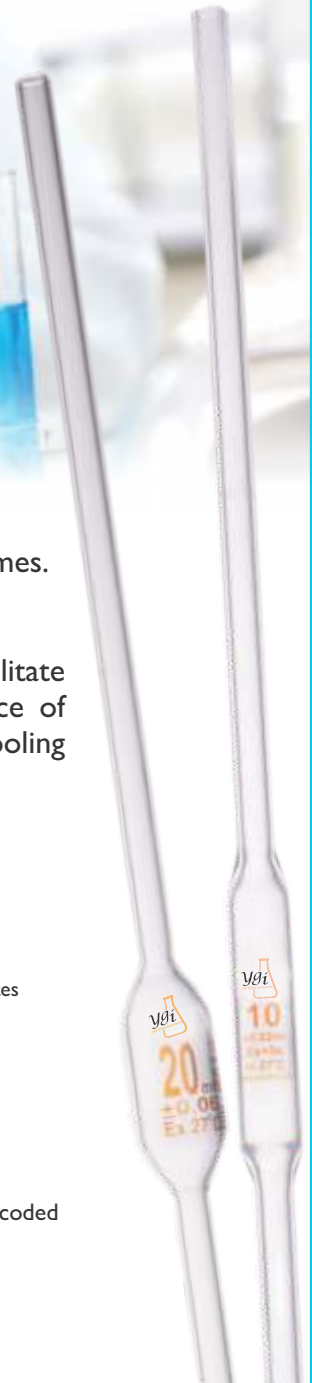 mes.
litate
ce of
ooling
es
coded
ygi
20 ml
±0.06
Ex.27°C
ygi
10